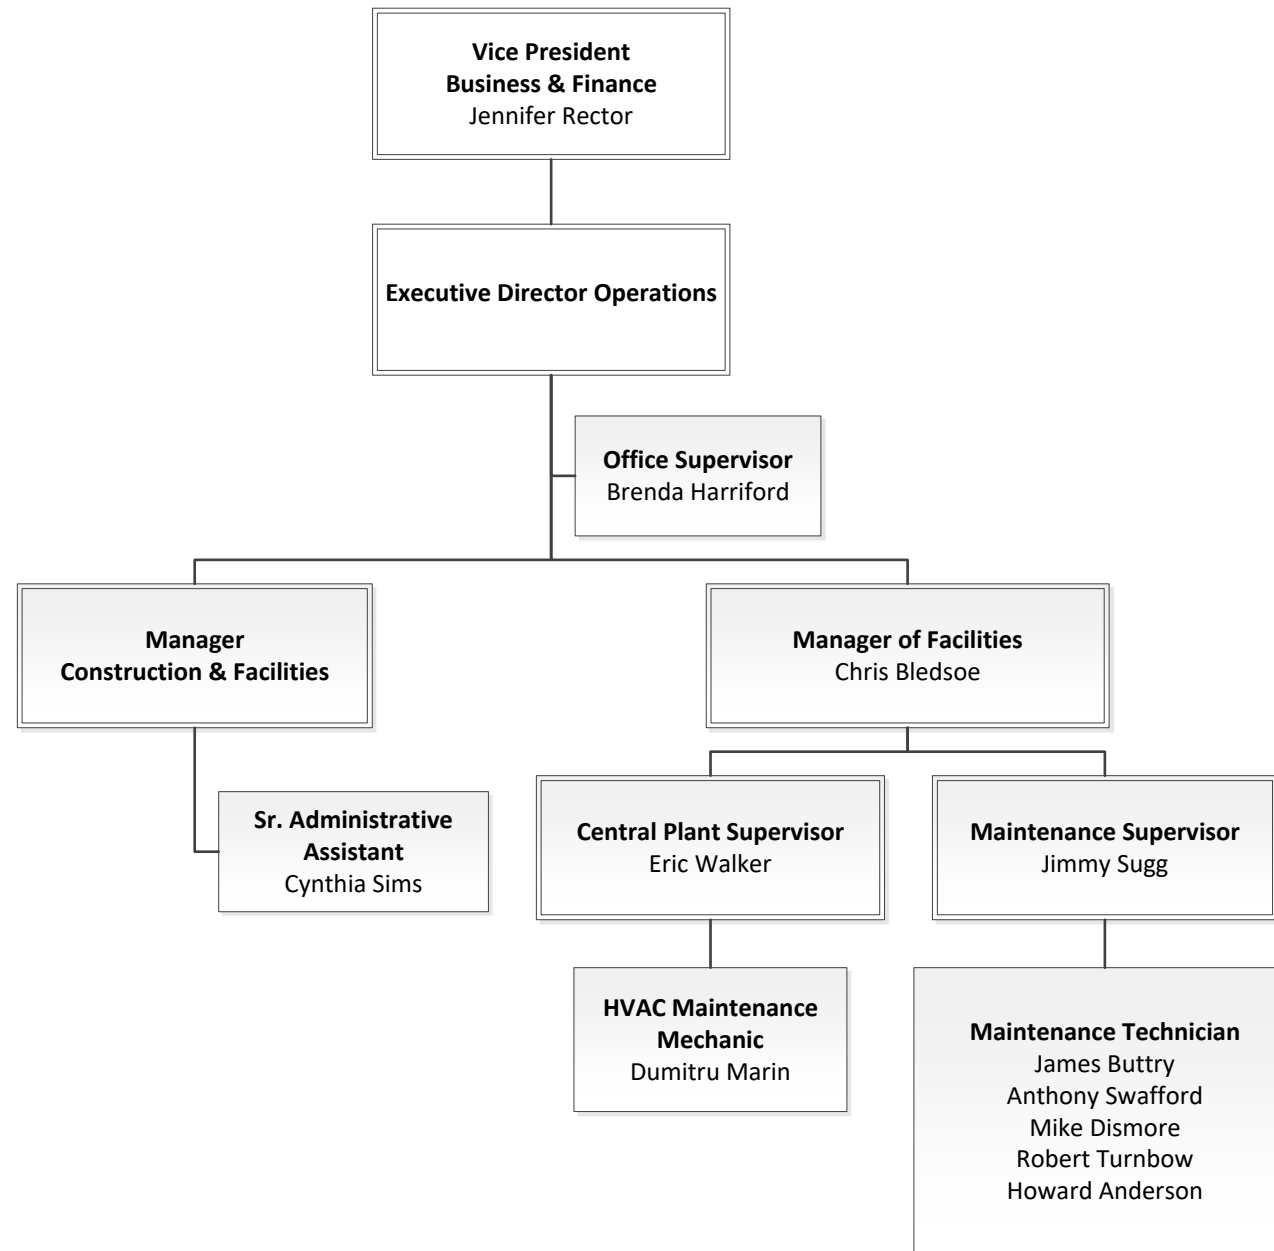 Vice President
Business & Finance
Jennifer Rector
Executive Director Operations
Office Supervisor
Brenda Harriford
Manager
Construction & Facilities
Manager of Facilities
Chris Bledsoe
Sr. Administrative
Assistant
Cynthia Sims
Central Plant Supervisor
Eric Walker
Maintenance Supervisor
Jimmy Sugg
HVAC Maintenance
Mechanic
Dumitru Marin
Maintenance Technician
James Buttry
Anthony Swafford
Mike Dismore
Robert Turnbow
Howard Anderson